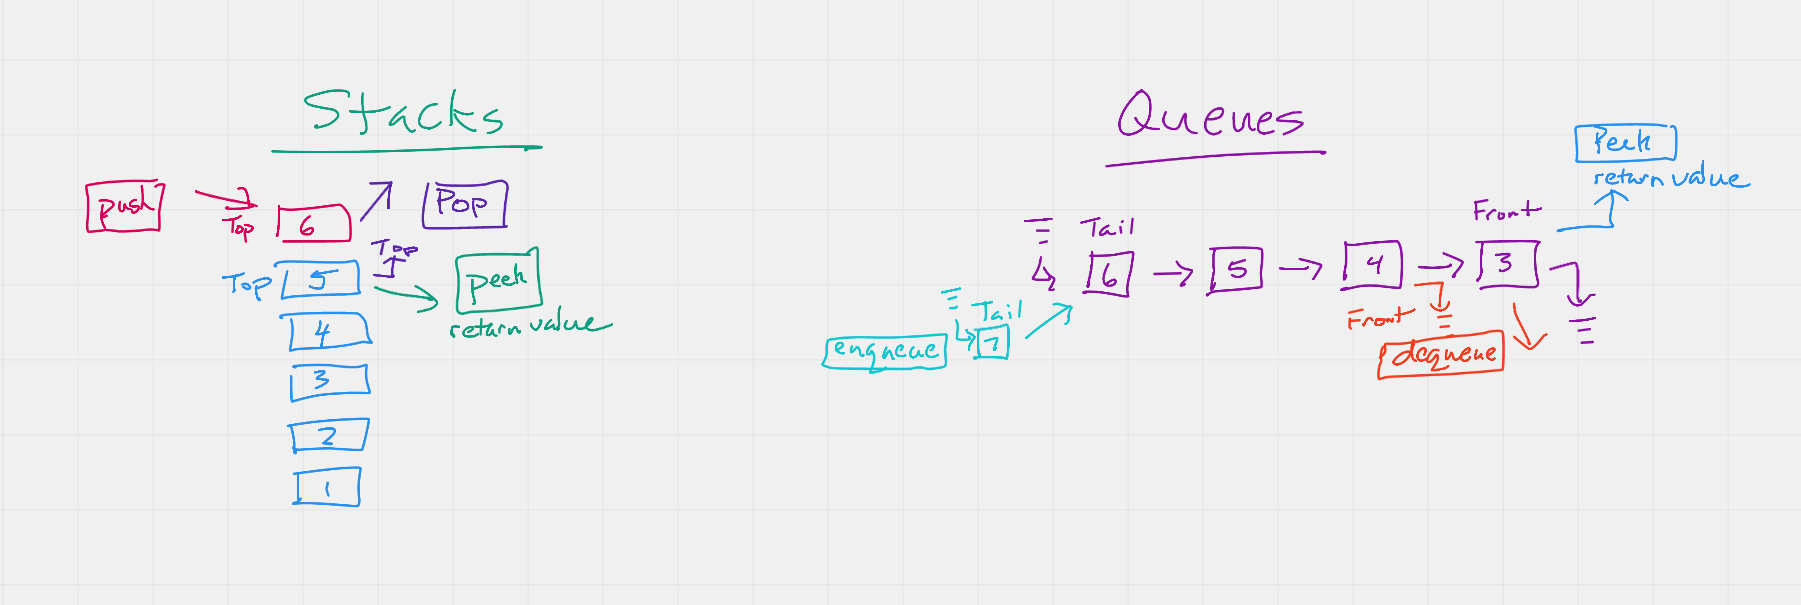 Stacks
push
Top
6
Pop
Top
Top
5
peek
return value
4
3
2
1
Queues
Peek
return value
Front
Tail
6
5
4
3
Tail
7
enqueue
Front
dequeue